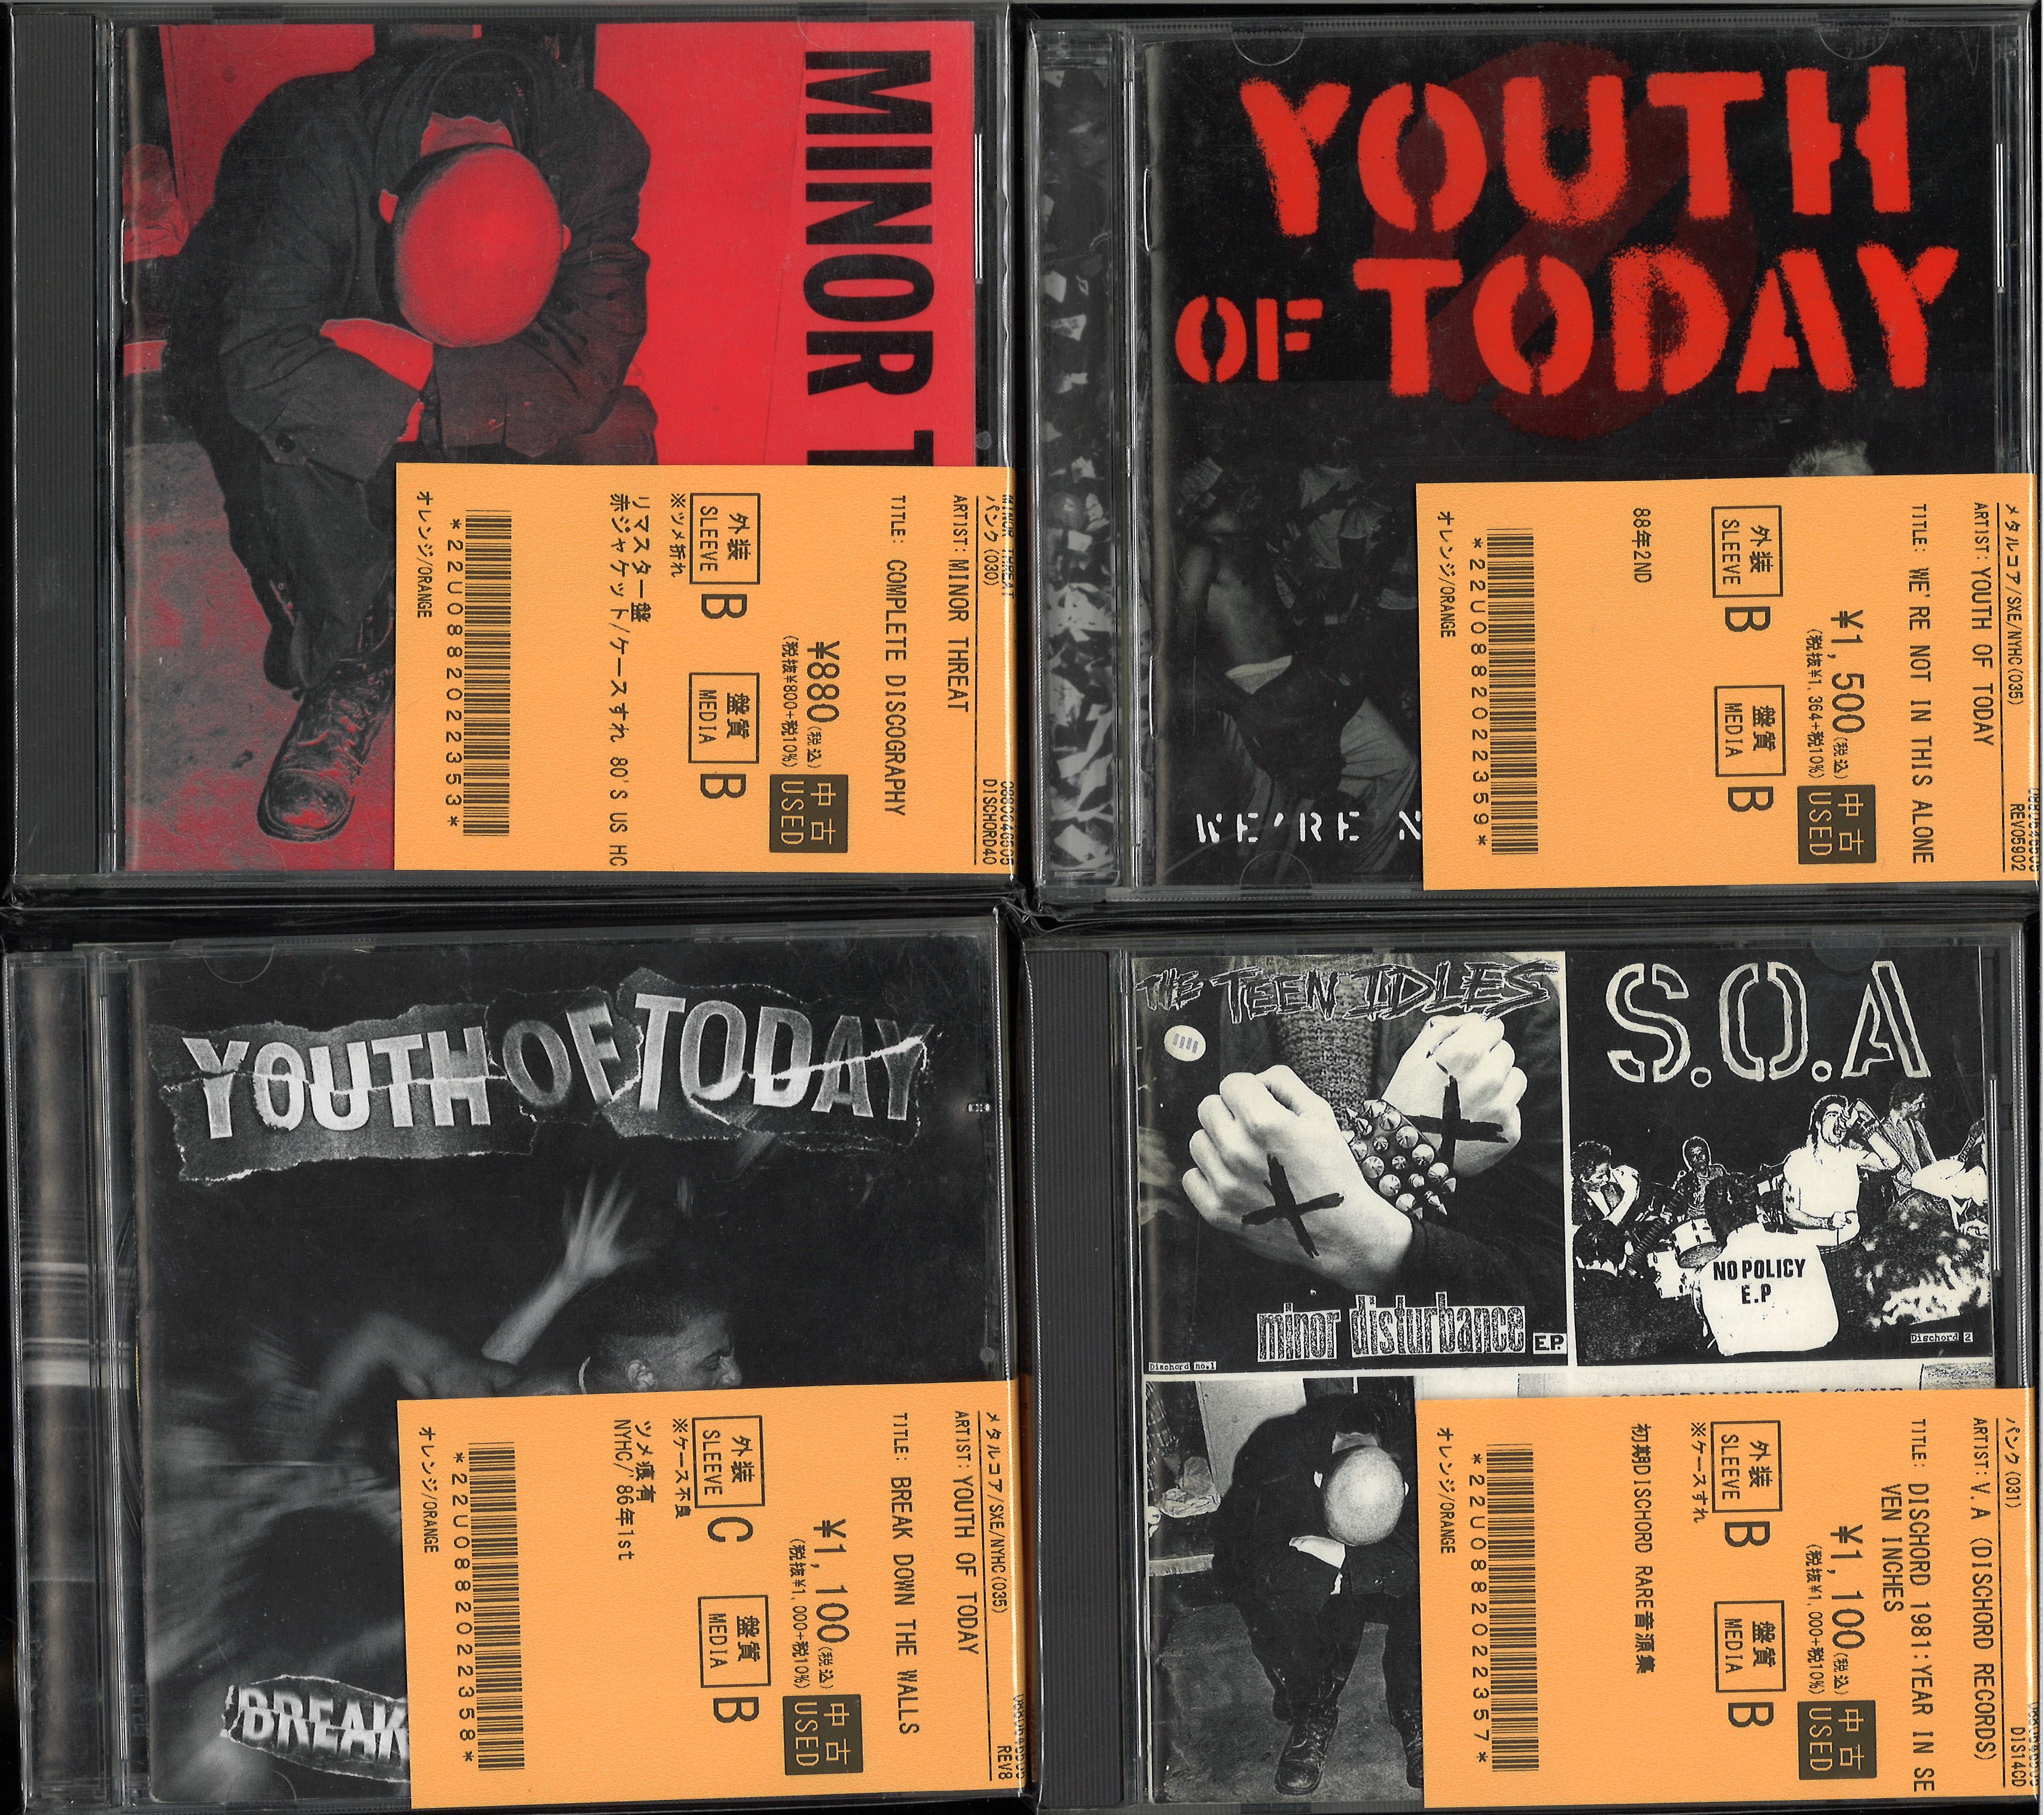 MINOR T
MINOR THREAT
パンク(030)
DISCHORD40
ARTIST: MINOR THREAT
TITLE: COMPLETE DISCOGRAPHY
¥880(税込)
(税抜¥800+税10%)
中古
USED
外装
SLEEVE
B
盤質
MEDIA
B
※ツメ折れ
リマスター盤
赤ジャケット/ケースすれ 80'S US HC
*22U0882022353*
オレンジ/ORANGE
YOUTH
OF TODAY
WE'RE N
メタルコア/SXE/NYHC(035)
REV05902
ARTIST: YOUTH OF TODAY
TITLE: WE'RE NOT IN THIS ALONE
¥1,500(税込)
(税抜¥1,364+税10%)
中古
USED
外装
SLEEVE
B
盤質
MEDIA
B
88年2ND
*22U0882022359*
オレンジ/ORANGE
YOUTH OF TODAY
BREAK
メタルコア/SXE/NYHC(035)
REV8
ARTIST: YOUTH OF TODAY
TITLE: BREAK DOWN THE WALLS
¥1,100(税込)
(税抜¥1,000+税10%)
中古
USED
外装
SLEEVE
C
盤質
MEDIA
B
※ケース不良
ツメ痕有
NYHC/'86年1st
*22U0882022358*
オレンジ/ORANGE
THE TEEN IDLES
minor disturbance E.P.
Dischord no.1
S.O.A
NO POLICY
E.P
Dischord 2
パンク(031)
DIS14CD
ARTIST: V.A (DISCHORD RECORDS)
TITLE: DISCHORD 1981:YEAR IN SE
VEN INCHES
¥1,100(税込)
(税抜¥1,000+税10%)
中古
USED
外装
SLEEVE
B
盤質
MEDIA
B
※ケースすれ
初期DISCHORD RARE音源集
*22U0882022357*
オレンジ/ORANGE